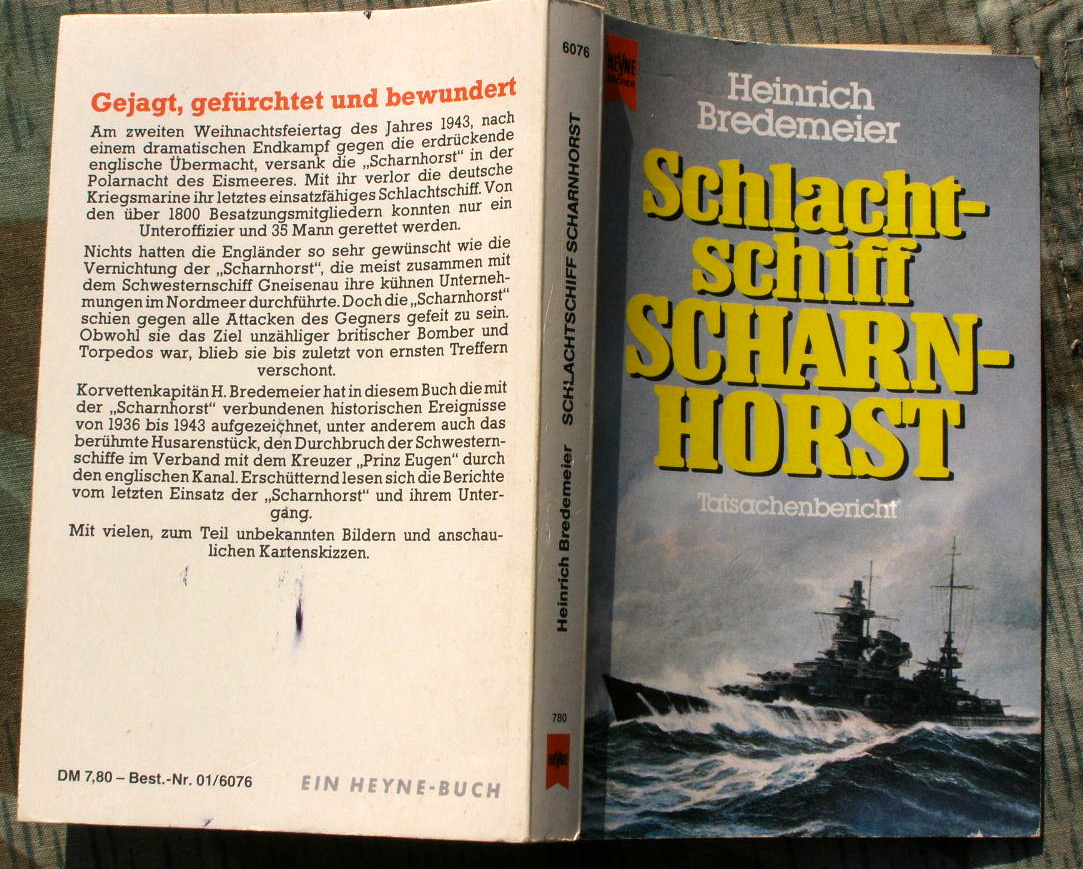 Gejagt, gefürchtet und bewundert
Am zweiten Weihnachtsfeiertag des Jahres 1943, nach
einem dramatischen Endkampf gegen die erdrückende
englische Übermacht, versank die „Scharnhorst“ in der
Polarnacht des Eismeeres. Mit ihr verlor die deutsche
Kriegsmarine ihr letztes einsatzfähiges Schlachtschiff. Von
den über 1800 Besatzungsmitgliedern konnten nur ein
Unteroffizier und 35 Mann gerettet werden.
Nichts hatten die Engländer so sehr gewünscht wie die
Vernichtung der „Scharnhorst“, die meist zusammen mit
dem Schwesternschiff Gneisenau ihre kühnen Unterneh-
mungen im Nordmeer durchführte. Doch die „Scharnhorst“
schien gegen alle Attacken des Gegners gefeit zu sein.
Obwohl sie das Ziel unzähliger britischer Bomber und
Torpedos war, blieb sie bis zuletzt von ernsten Treffern
verschont.
Korvettenkapitän H. Bredemeier hat in diesem Buch die mit
der „Scharnhorst“ verbundenen historischen Ereignisse
von 1936 bis 1943 aufgezeichnet, unter anderem auch das
berühmte Husarenstück, den Durchbruch der Schwestern-
schiffe im Verband mit dem Kreuzer „Prinz Eugen“ durch
den englischen Kanal. Erschütternd lesen sich die Berichte
vom letzten Einsatz der „Scharnhorst“ und ihrem Unter-
gang.
Mit vielen, zum Teil unbekannten Bildern und anschau-
lichen Kartenskizzen.
DM 7,80 – Best.-Nr. 01/6076
EIN HEYNE-BUCH
6076
Heinrich Bredemeier SCHLACHTSCHIFF SCHARNHORST
780
HEYNE
HEYNE
BÜCHER
Heinrich
Bredemeier
Schlacht-
schiff
SCHARN-
HORST
Tatsachenbericht